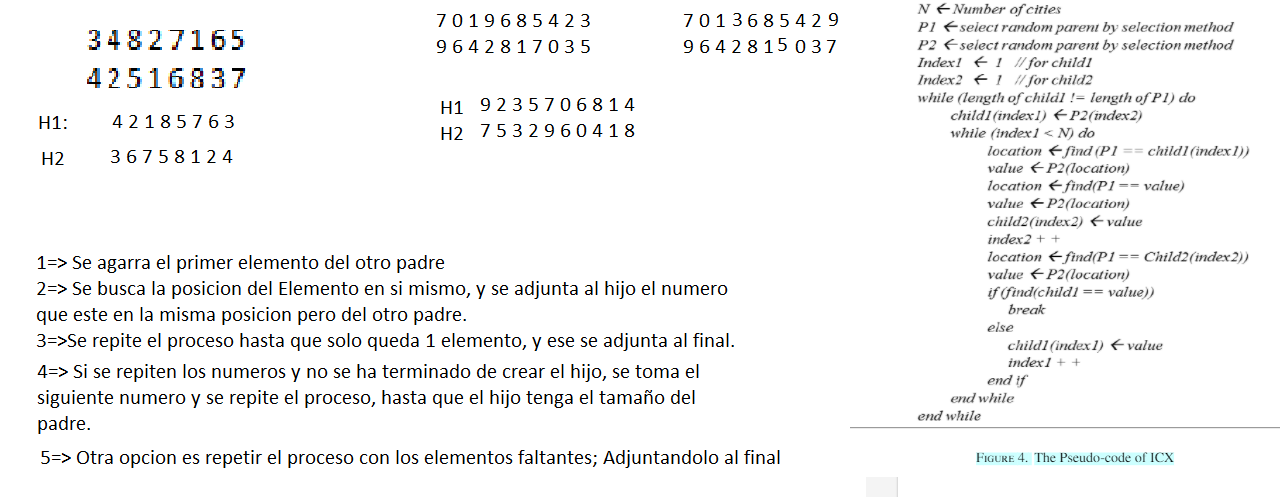 34827165
42516837
H1: 4 2 1 8 5 7 6 3
H2 3 6 7 5 8 1 2 4
7 0 1 9 6 8 5 4 2 3
9 6 4 2 8 1 7 0 3 5
7 0 1 3 6 8 5 4 2 9
9 6 4 2 8 1 5 0 3 7
H1 9 2 3 5 7 0 6 8 1 4
H2 7 5 3 2 9 6 0 4 1 8
1=> Se agarra el primer elemento del otro padre
2=> Se busca la posicion del Elemento en si mismo, y se adjunta al hijo el numero
que este en la misma posicion pero del otro padre.
3=>Se repite el proceso hasta que solo queda 1 elemento, y ese se adjunta al final.
4=> Si se repiten los numeros y no se ha terminado de crear el hijo, se toma el
siguiente numero y se repite el proceso, hasta que el hijo tenga el tamaño del
padre.
5=> Otra opcion es repetir el proceso con los elementos faltantes; Adjuntandolo al final
N ← Number of cities
P1 ← select random parent by selection method
P2 ← select random parent by selection method
Index1 ← 1 // for child1
Index2 ← 1 // for child2
while (length of child1 != length of P1) do
child1(index1) ← P2(index2)
while (index1 < N) do
location ← find (P1 == child1(index1))
value ← P2(location)
location ← find(P1 == value)
value ← P2(location)
child2(index2) ← value
index2 + +
location ← find(P1 == Child2(index2))
value ← P2(location)
if (find(child1 == value))
break
else
child1(index1) ← value
index1 + +
end if
end while
end while
FIGURE 4. The Pseudo-code of ICX